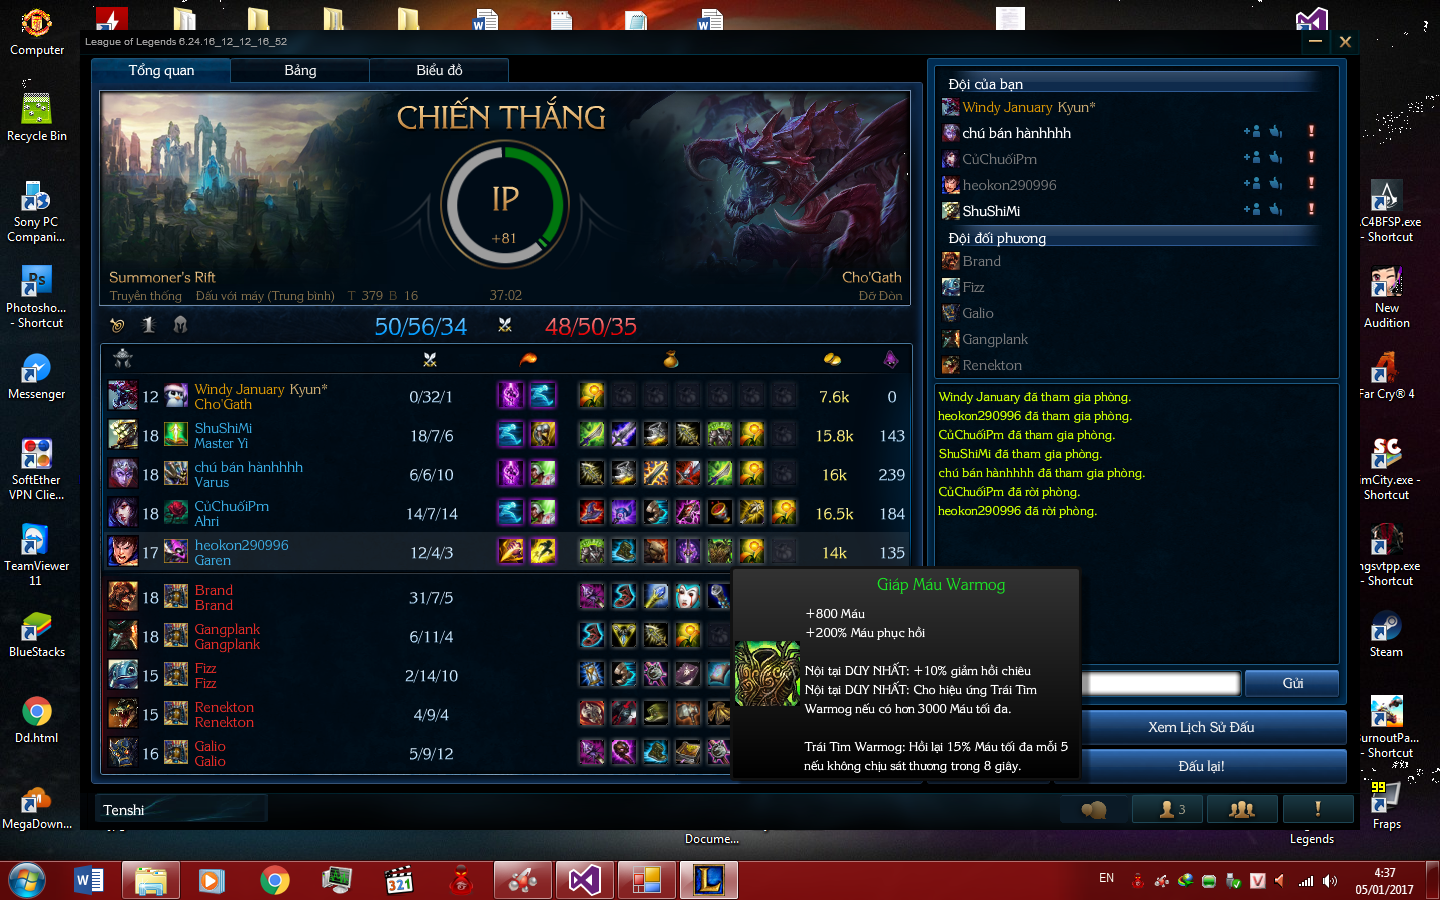 Computer
Recycle Bin
Sony PC
Compani...
Photosho...
- Shortcut
Messenger
SoftEther
VPN Clie...
TeamViewer
11
BlueStacks
Dd.html
MegaDown...
League of Legends 6.24.16_12_12_16_52
Tổng quan
Bảng
Biểu đồ
CHIẾN THẮNG
IP
+81
Summoner's Rift
Truyền thống Đấu với máy (Trung bình) T 379 B 16
37:02
Cho'Gath
Đỡ Đòn
1 50/56/34 48/50/35
12 Windy January Kyun* Cho'Gath 0/32/1 7.6k 0
18 ShuShiMi Master Yi 18/7/6 15.8k 143
18 chú bán hànhhhh Varus 6/6/10 16k 239
18 CủChuốiPm Ahri 14/7/14 16.5k 184
17 heokon290996 Garen 12/4/3 14k 135
18 Brand Brand 31/7/5
18 Gangplank Gangplank 6/11/4
15 Fizz Fizz 2/14/10
15 Renekton Renekton 4/9/4
16 Galio Galio 5/9/12
Giáp Máu Warmog
+800 Máu
+200% Máu phục hồi
Nội tại DUY NHẤT: +10% giảm hồi chiêu
Nội tại DUY NHẤT: Cho hiệu ứng Trái Tim
Warmog nếu có hơn 3000 Máu tối đa.
Trái Tim Warmog: Hồi lại 15% Máu tối đa mỗi 5
nếu không chịu sát thương trong 8 giây.
Đội của bạn
Windy January Kyun*
chú bán hànhhhh
CủChuốiPm
heokon290996
ShuShiMi
Đội đối phương
Brand
Fizz
Galio
Gangplank
Renekton
Windy January đã tham gia phòng.
heokon290996 đã tham gia phòng.
CủChuốiPm đã tham gia phòng.
ShuShiMi đã tham gia phòng.
chú bán hànhhhh đã tham gia phòng.
CủChuốiPm đã rời phòng.
heokon290996 đã rời phòng.
Gửi
Xem Lịch Sử Đấu
Đấu lại!
Tenshi
3
Docume...
Legends
C4BFSP.exe
- Shortcut
New
Audition
Far Cry® 4
SC
imCity.exe -
Shortcut
ngsvtpp.exe
- Shortcut
Steam
urnoutPa...
- Shortcut
99
Fraps
321
EN
4:37
05/01/2017